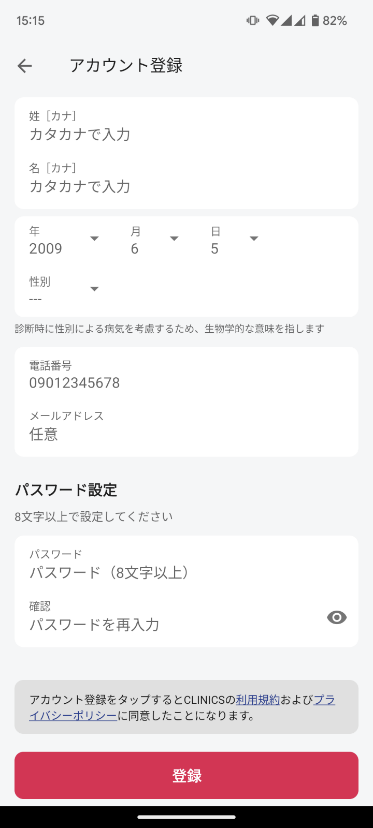 15:15
82%
アカウント登録
姓［カナ］
カタカナで入力
名［カナ］
カタカナで入力
年 月 日
2009 6 5
性別
---
診断時に性別による病気を考慮するため、生物学的な意味を指します
電話番号
09012345678
メールアドレス
任意
パスワード設定
8文字以上で設定してください
パスワード
パスワード（8文字以上）
確認
パスワードを再入力
アカウント登録をタップするとCLINICSの利用規約およびプラ
イバシーポリシーに同意したことになります。
登録